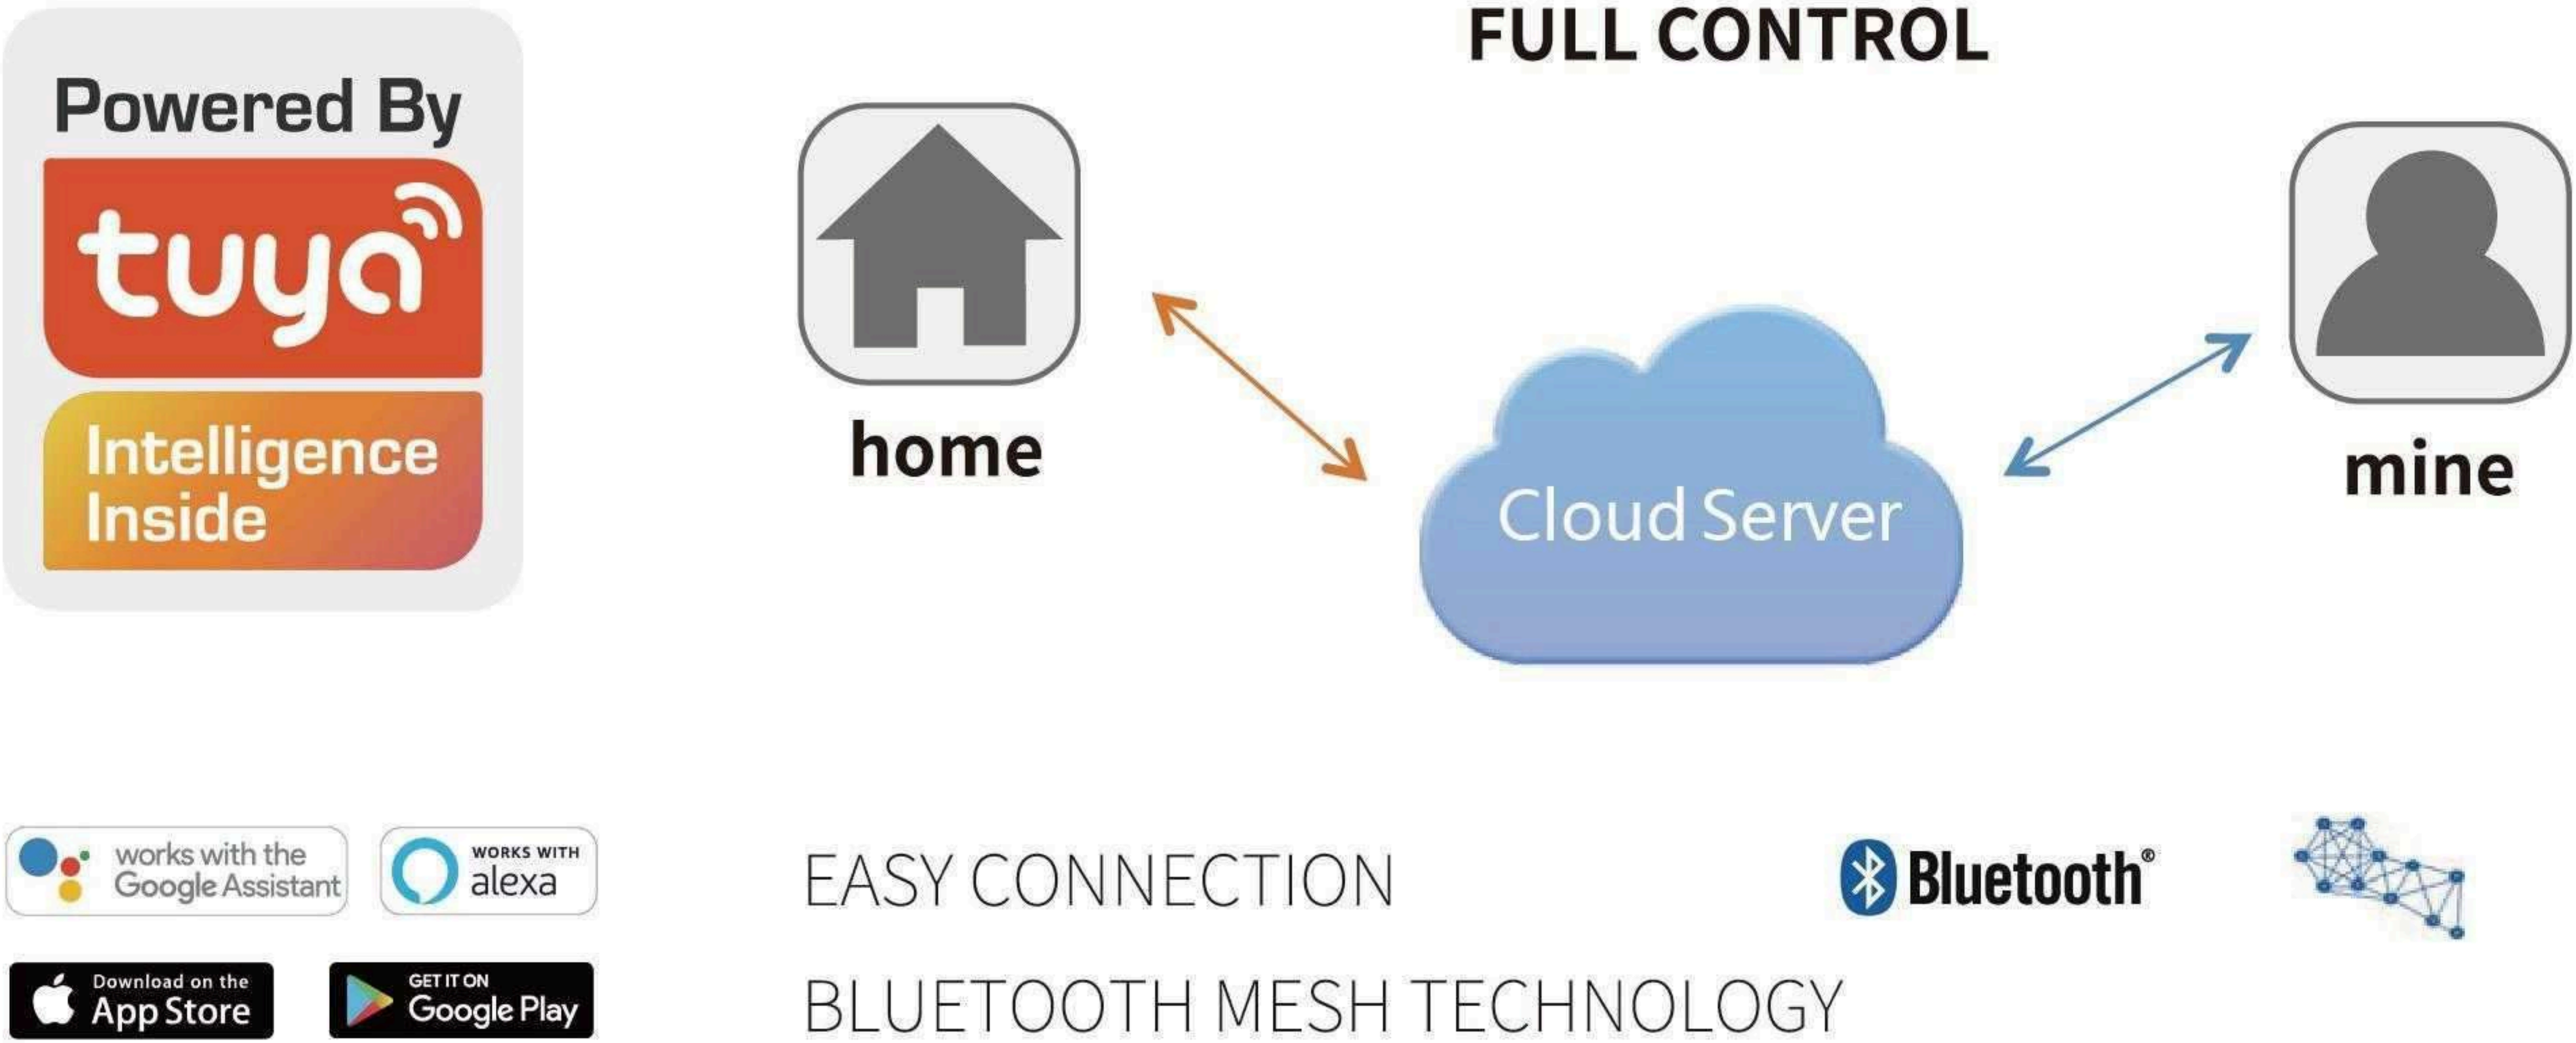 Powered By
tuya
Intelligence
Inside
FULL CONTROL
home
Cloud Server
mine
works with the
Google Assistant
WORKS WITH
alexa
Download on the
App Store
GET IT ON
Google Play
EASY CONNECTION
Bluetooth®
BLUETOOTH MESH TECHNOLOGY